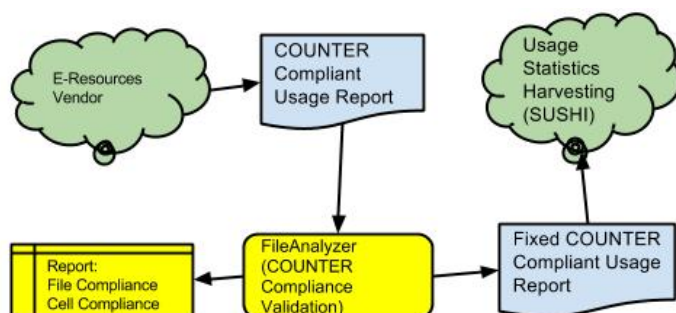 E-Resources
Vendor
COUNTER
Compliant
Usage Report
Usage
Statistics
Harvesting
(SUSHI)
Report:
File Compliance
Cell Compliance
FileAnalyzer
(COUNTER
Compliance
Validation)
Fixed COUNTER
Compliant Usage
Report